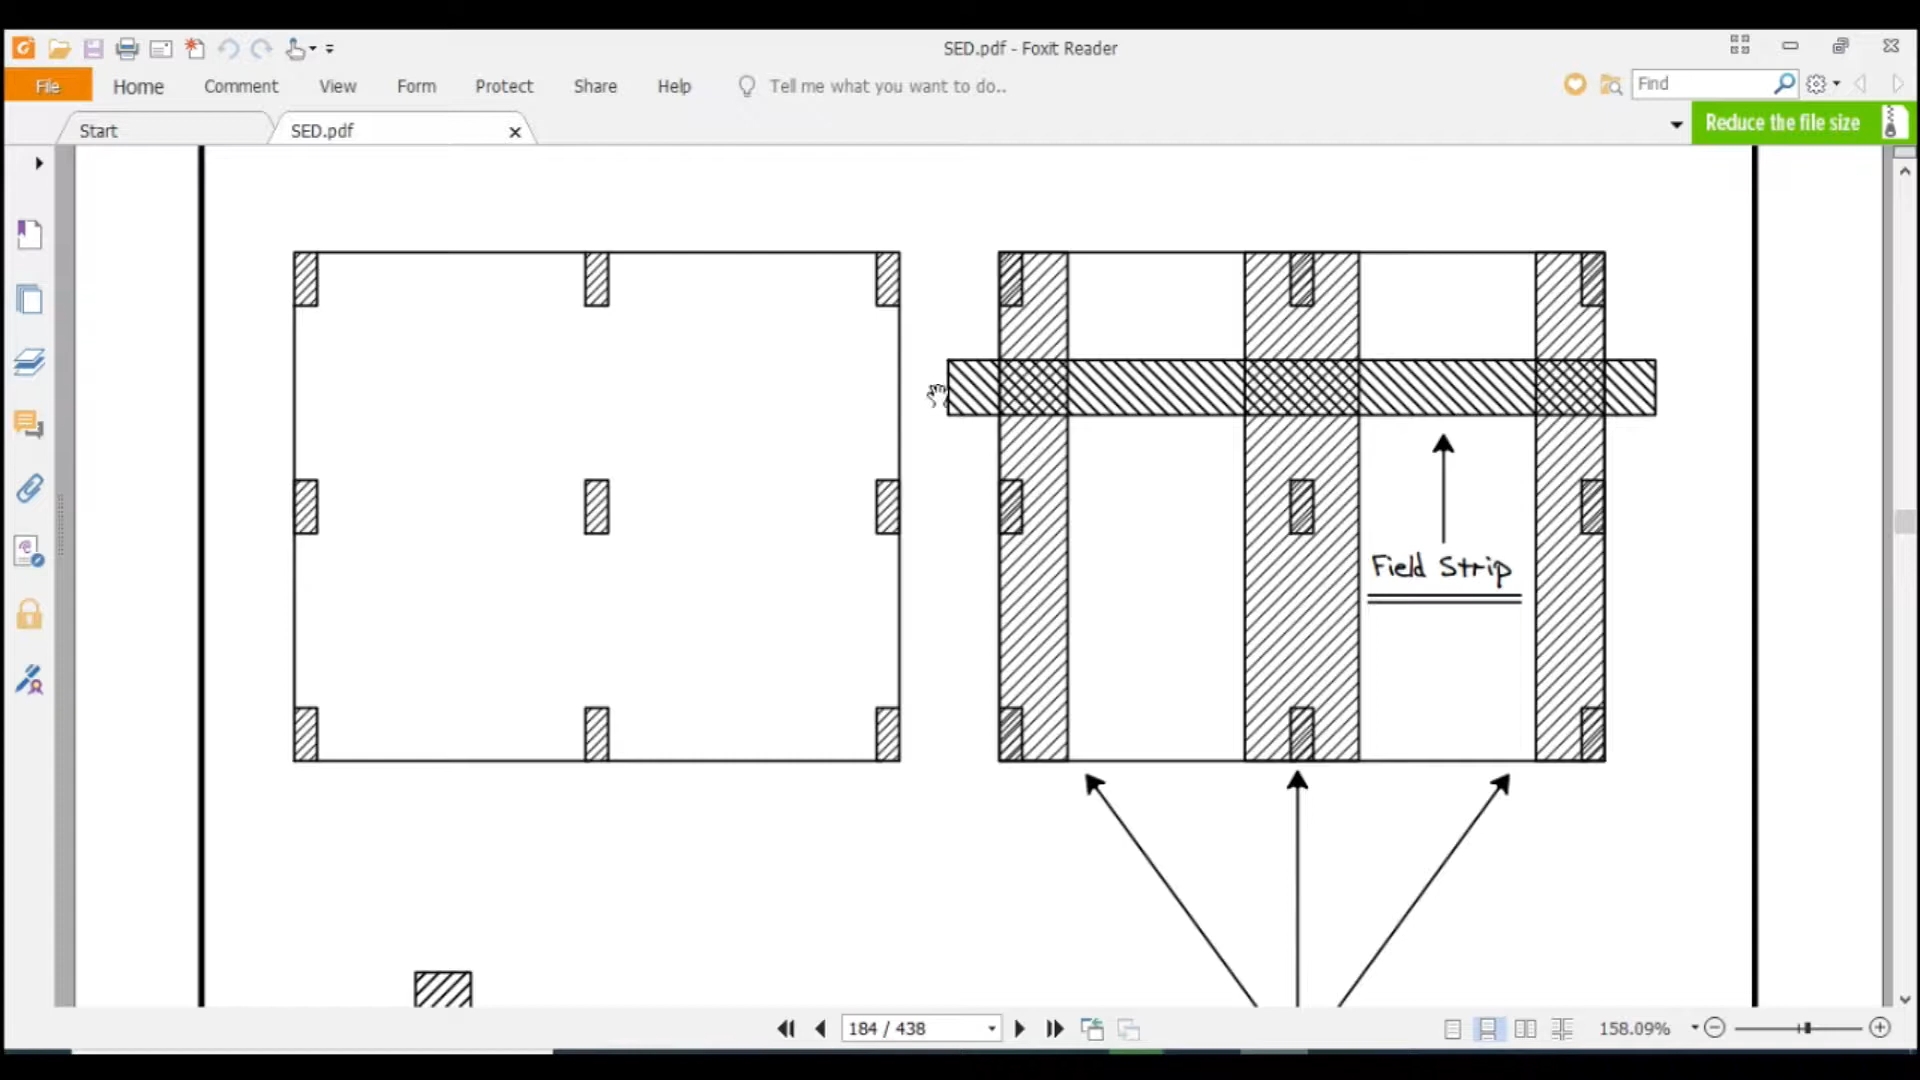 SED.pdf - Foxit Reader
File Home Comment View Form Protect Share Help Tell me what you want to do.. Find
Start SED.pdf Reduce the file size
Field Strip
184 / 438 158.09%